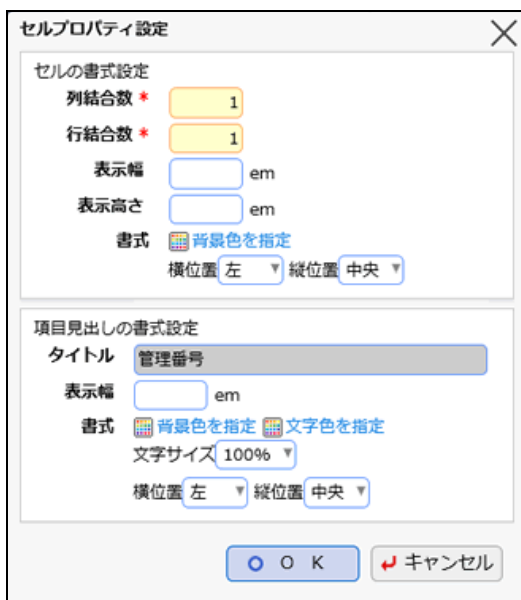 セルプロパティ設定
セルの書式設定
列結合数 * 1
行結合数 * 1
表示幅 em
表示高さ em
書式 背景色を指定
横位置 左 縦位置 中央
項目見出しの書式設定
タイトル 管理番号
表示幅 em
書式 背景色を指定 文字色を指定
文字サイズ 100%
横位置 左 縦位置 中央
O K キャンセル